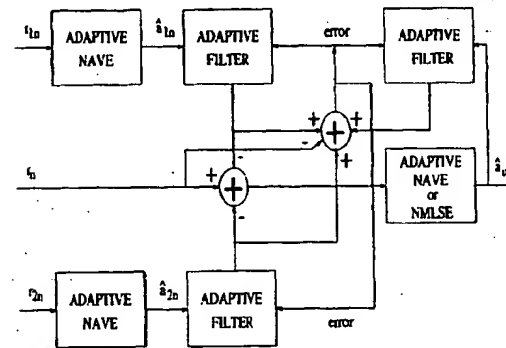 r1n
ADAPTIVE
NAVE
â1n
ADAPTIVE
FILTER
error
ADAPTIVE
FILTER
+
+
+
-
+
-
rn
+
+
-
ADAPTIVE
NAVE
or
NMLSE
r2n
ADAPTIVE
NAVE
â2n
ADAPTIVE
FILTER
error